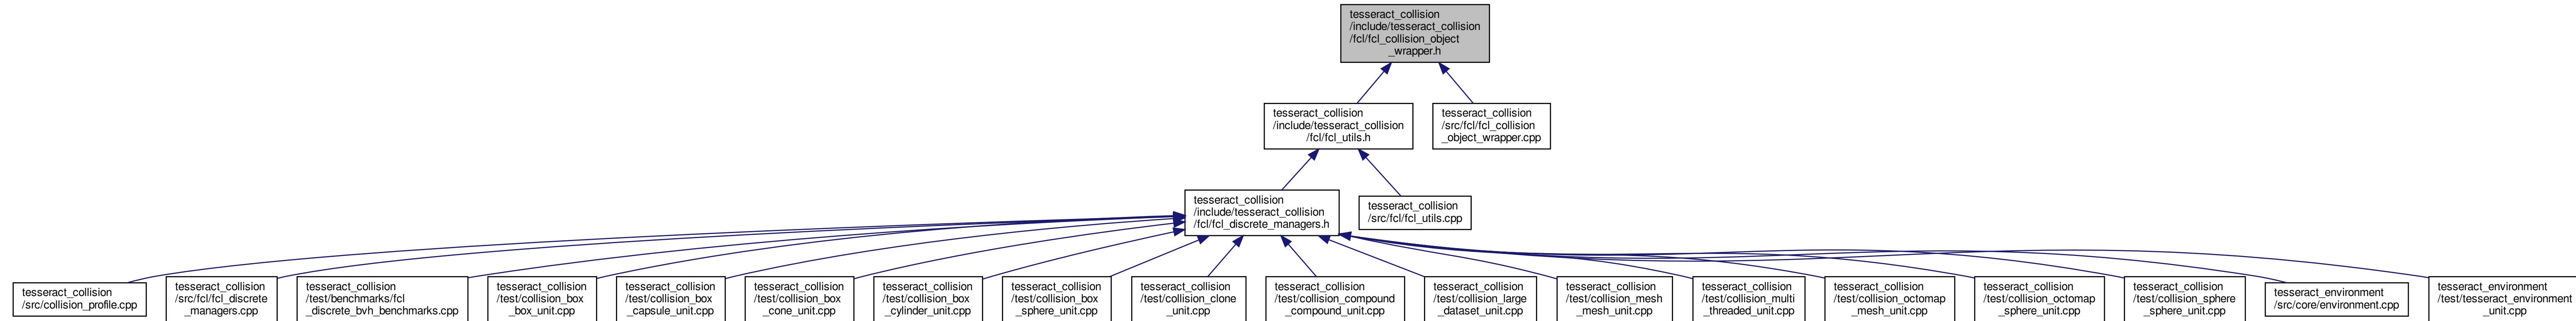 tesseract_collision
/include/tesseract_collision
/fcl/fcl_collision_object
_wrapper.h
tesseract_collision
/include/tesseract_collision
/fcl/fcl_utils.h
tesseract_collision
/src/fcl/fcl_collision
_object_wrapper.cpp
tesseract_collision
/include/tesseract_collision
/fcl/fcl_discrete_managers.h
tesseract_collision
/src/fcl/fcl_utils.cpp
tesseract_collision
/src/collision_profile.cpp
tesseract_collision
/src/fcl/fcl_discrete
_managers.cpp
tesseract_collision
/test/benchmarks/fcl
_discrete_bvh_benchmarks.cpp
tesseract_collision
/test/collision_box
_box_unit.cpp
tesseract_collision
/test/collision_box
_capsule_unit.cpp
tesseract_collision
/test/collision_box
_cone_unit.cpp
tesseract_collision
/test/collision_box
_cylinder_unit.cpp
tesseract_collision
/test/collision_box
_sphere_unit.cpp
tesseract_collision
/test/collision_clone
_unit.cpp
tesseract_collision
/test/collision_compound
_compound_unit.cpp
tesseract_collision
/test/collision_large
_dataset_unit.cpp
tesseract_collision
/test/collision_mesh
_mesh_unit.cpp
tesseract_collision
/test/collision_multi
_threaded_unit.cpp
tesseract_collision
/test/collision_octomap
_mesh_unit.cpp
tesseract_collision
/test/collision_octomap
_sphere_unit.cpp
tesseract_collision
/test/collision_sphere
_sphere_unit.cpp
tesseract_environment
/src/core/environment.cpp
tesseract_environment
/test/tesseract_environment
_unit.cpp